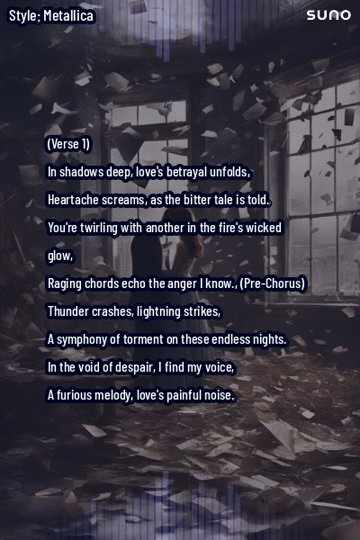 Style: Metallica
SUNO
(Verse 1)
In shadows deep, love's betrayal unfolds,
Heartache screams, as the bitter tale is told.
You're twirling with another in the fire's wicked
glow,
Raging chords echo the anger I know., (Pre-Chorus)
Thunder crashes, lightning strikes,
A symphony of torment on these endless nights.
In the void of despair, I find my voice,
A furious melody, love's painful noise.